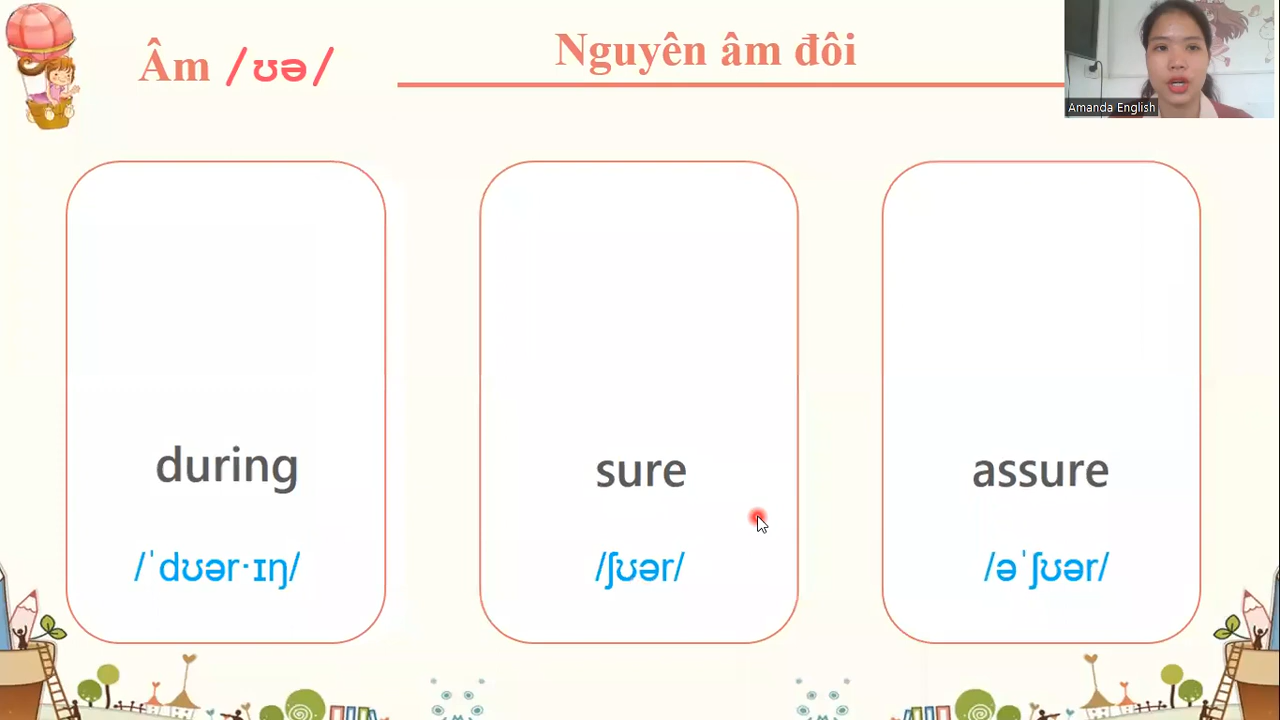 Âm /ʊə/
Nguyên âm đôi
Amanda English
during
/ˈdʊər·ɪŋ/
sure
/ʃʊər/
assure
/əˈʃʊər/